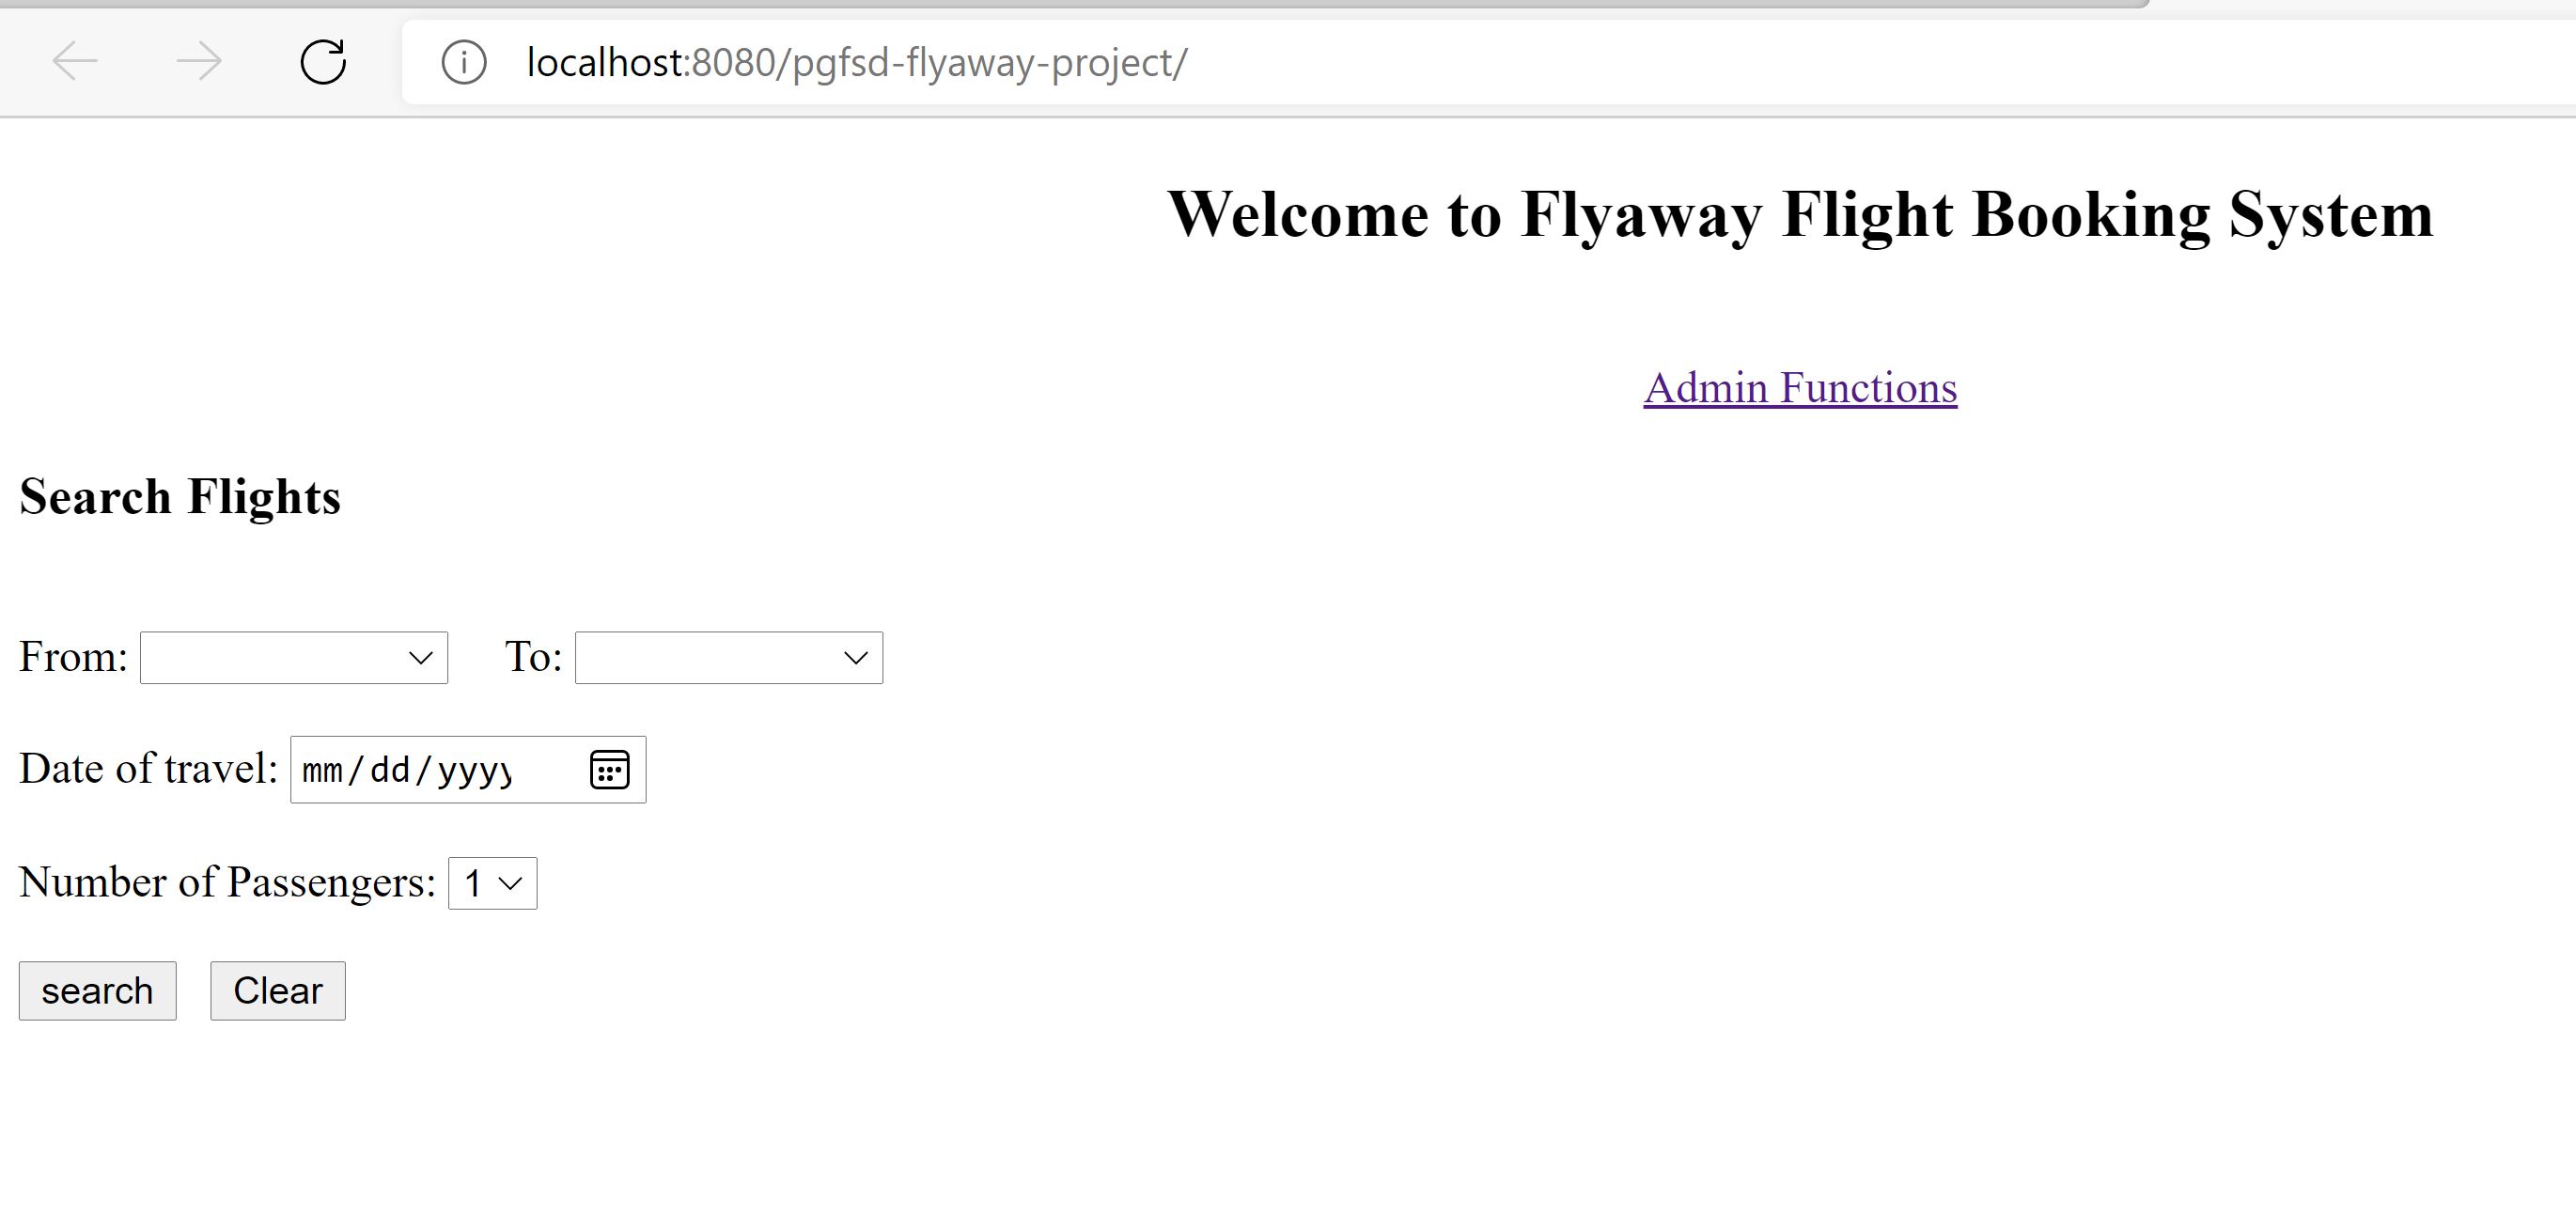 localhost:8080/pgfsd-flyaway-project/
Welcome to Flyaway Flight Booking System
Admin Functions
Search Flights
From: To:
Date of travel: mm/dd/yyyy
Number of Passengers: 1
search Clear